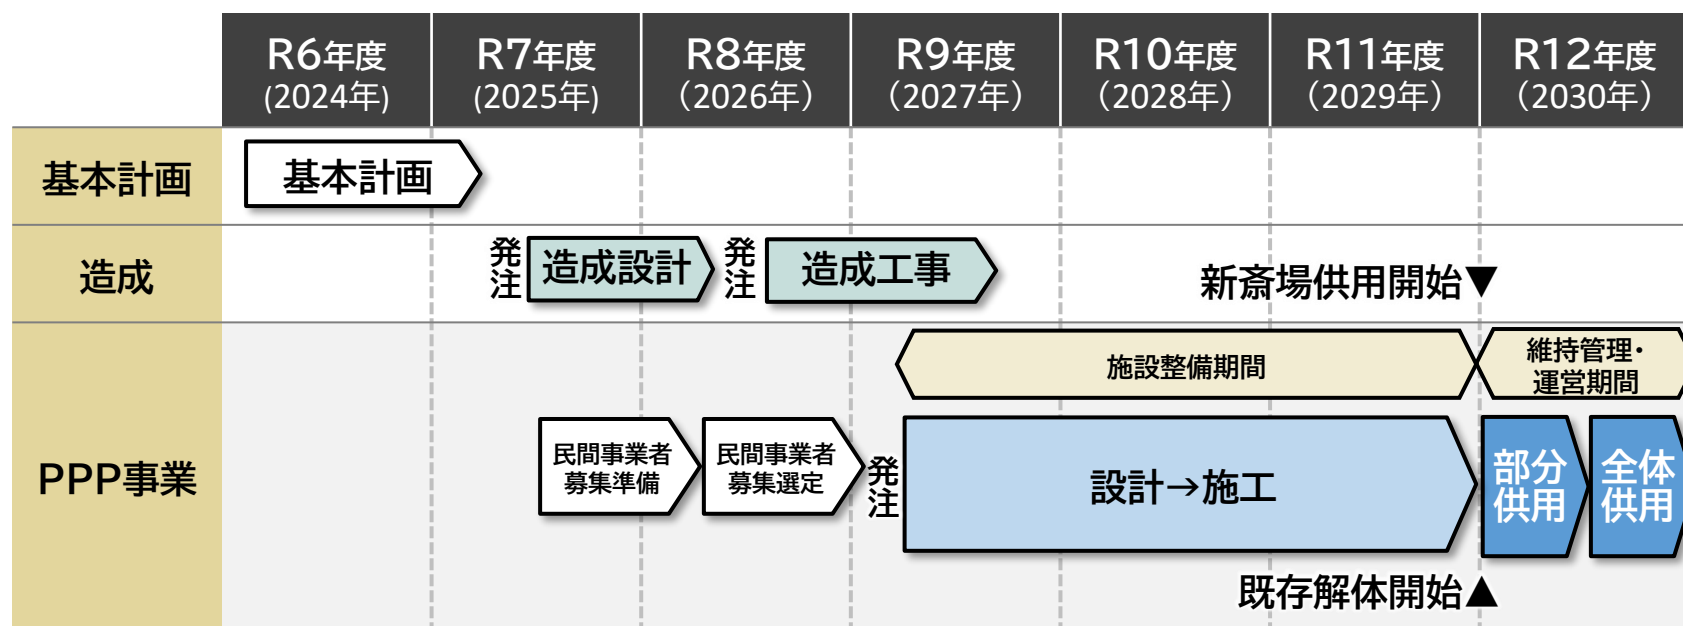 R6年度
(2024年)
R7年度
(2025年)
R8年度
（2026年）
R9年度
（2027年）
R10年度
（2028年）
R11年度
（2029年）
R12年度
（2030年）
基本計画
基本計画
造成
発注
造成設計
発注
造成工事
新斎場供用開始▼
PPP事業
施設整備期間
維持管理・
運営期間
民間事業者
募集準備
民間事業者
募集選定
発注
設計→施工
部分
供用
全体
供用
既存解体開始▲